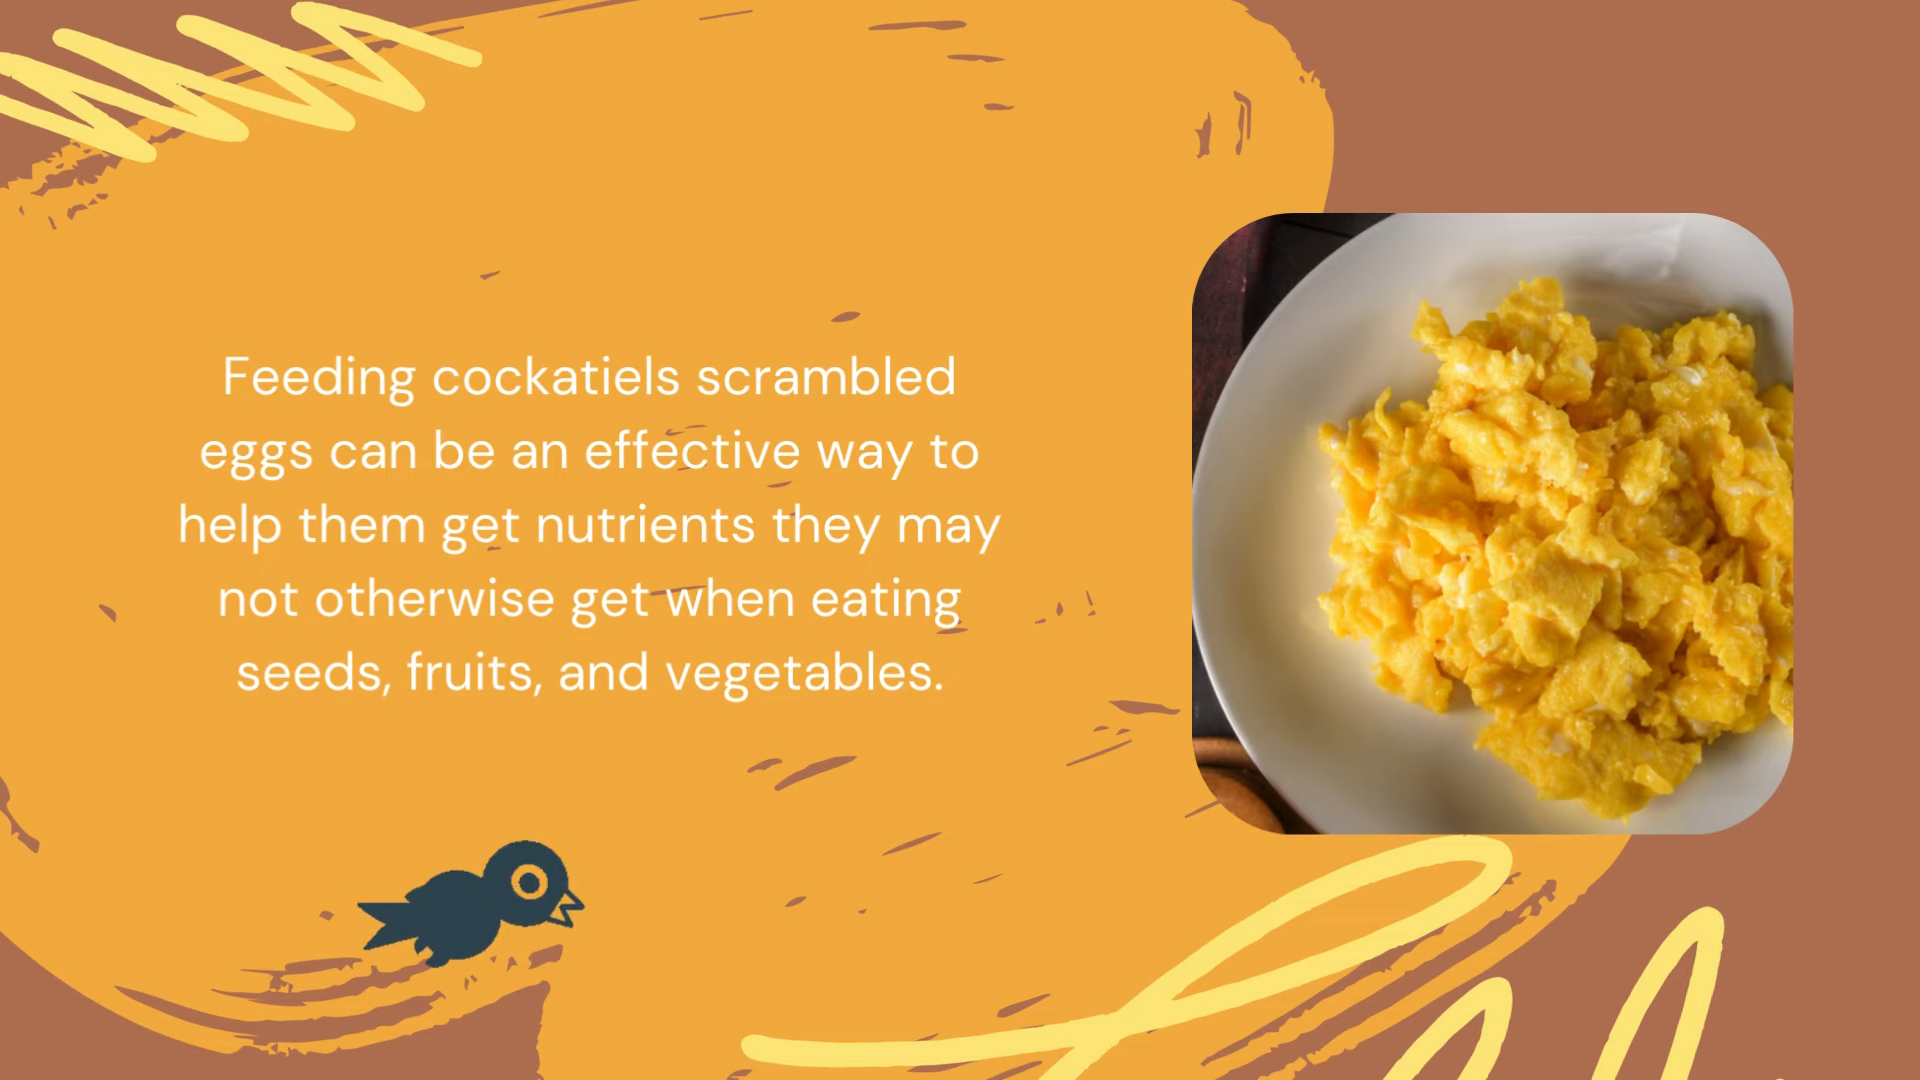 Feeding cockatiels scrambled
eggs can be an effective way to
help them get nutrients they may
not otherwise get when eating
seeds, fruits, and vegetables.